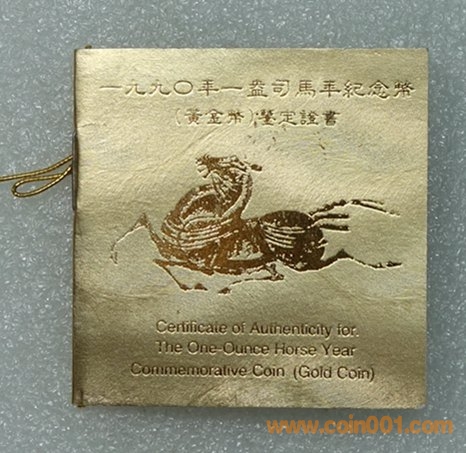 一九九〇年一盎司馬年紀念幣
(黃金幣)鑒定證書
Certificate of Authenticity for
The One-Ounce Horse Year
Commemorative Coin (Gold Coin)
www.coin001.com